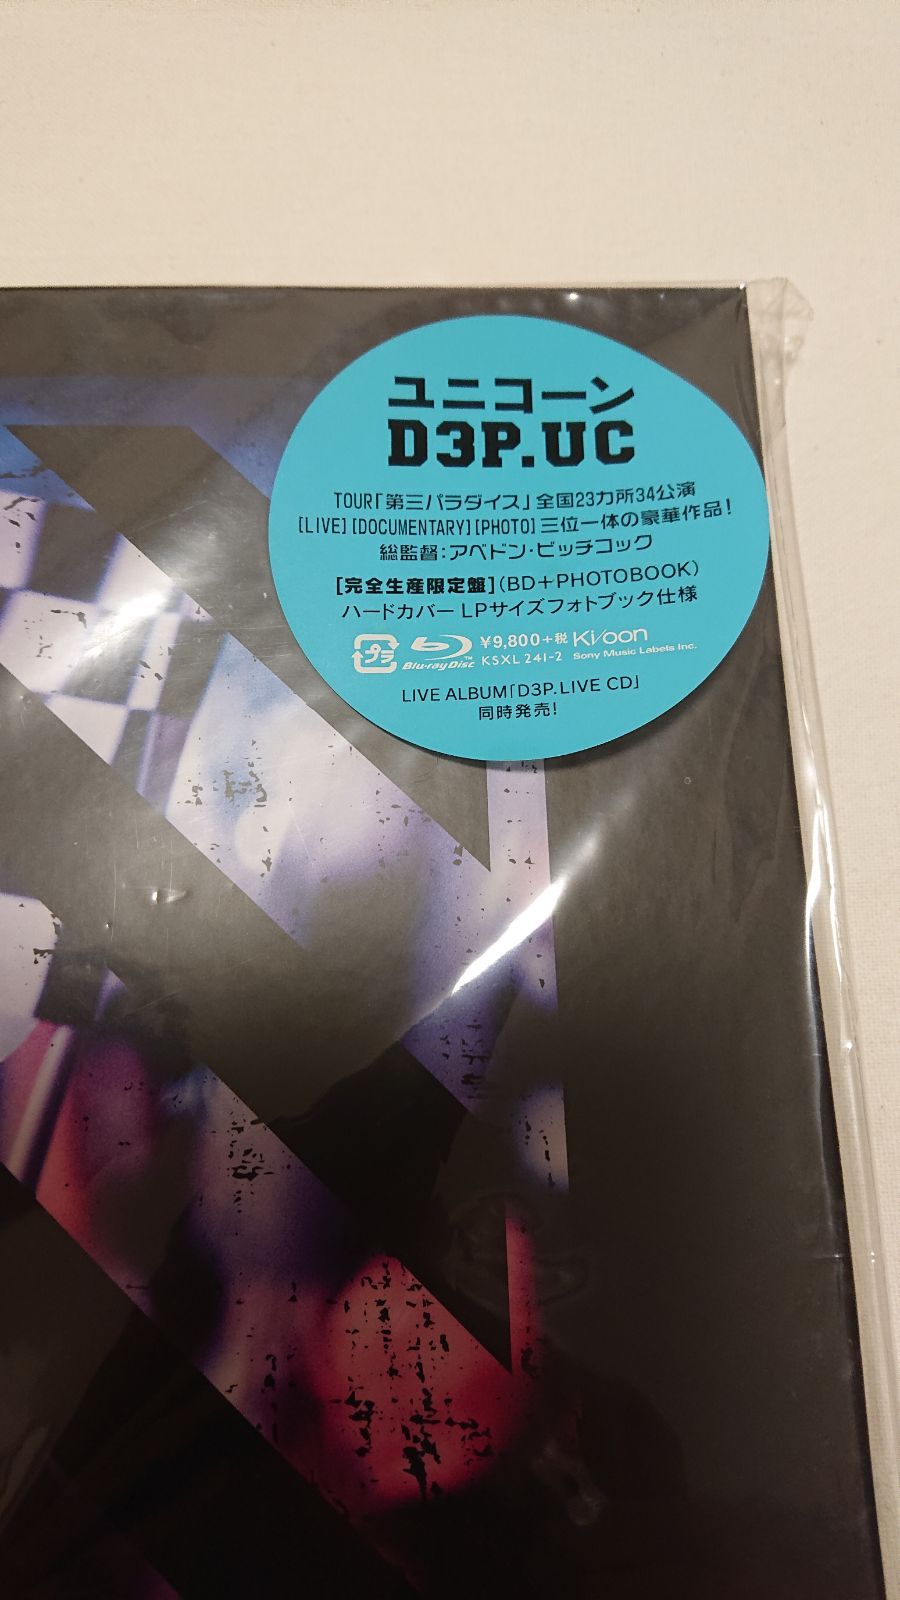 ユニコーン
D3P.UC
TOUR「第三パラダイス」全国23カ所34公演
[LIVE][DOCUMENTARY][PHOTO]三位一体の豪華作品!
総監督:アベドン・ビッチコック
[完全生産限定盤](BD+PHOTOBOOK)
ハードカバー LPサイズフォトブック仕様
プラ Blu-ray Disc™ ¥9,800+税 Ki/oon
KSXL 241-2 Sony Music Labels Inc.
LIVE ALBUM「D3P.LIVE CD」
同時発売!